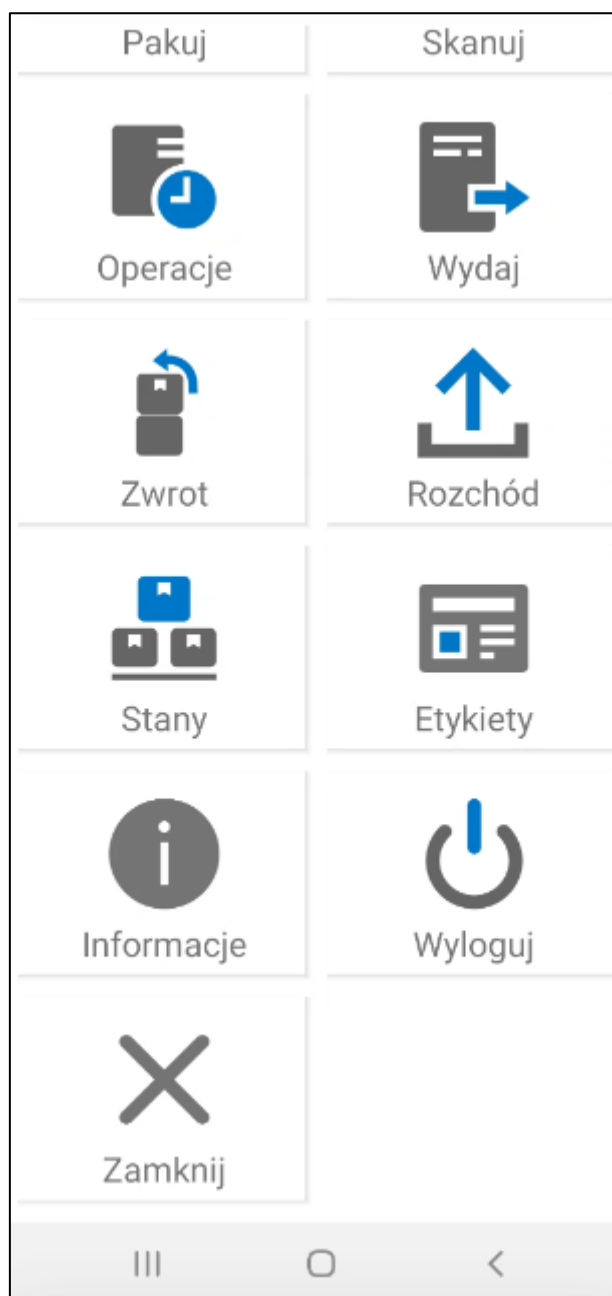 Pakuj Skanuj
Operacje Wydaj
Zwrot Rozchód
Stany Etykiety
Informacje Wyloguj
Zamknij